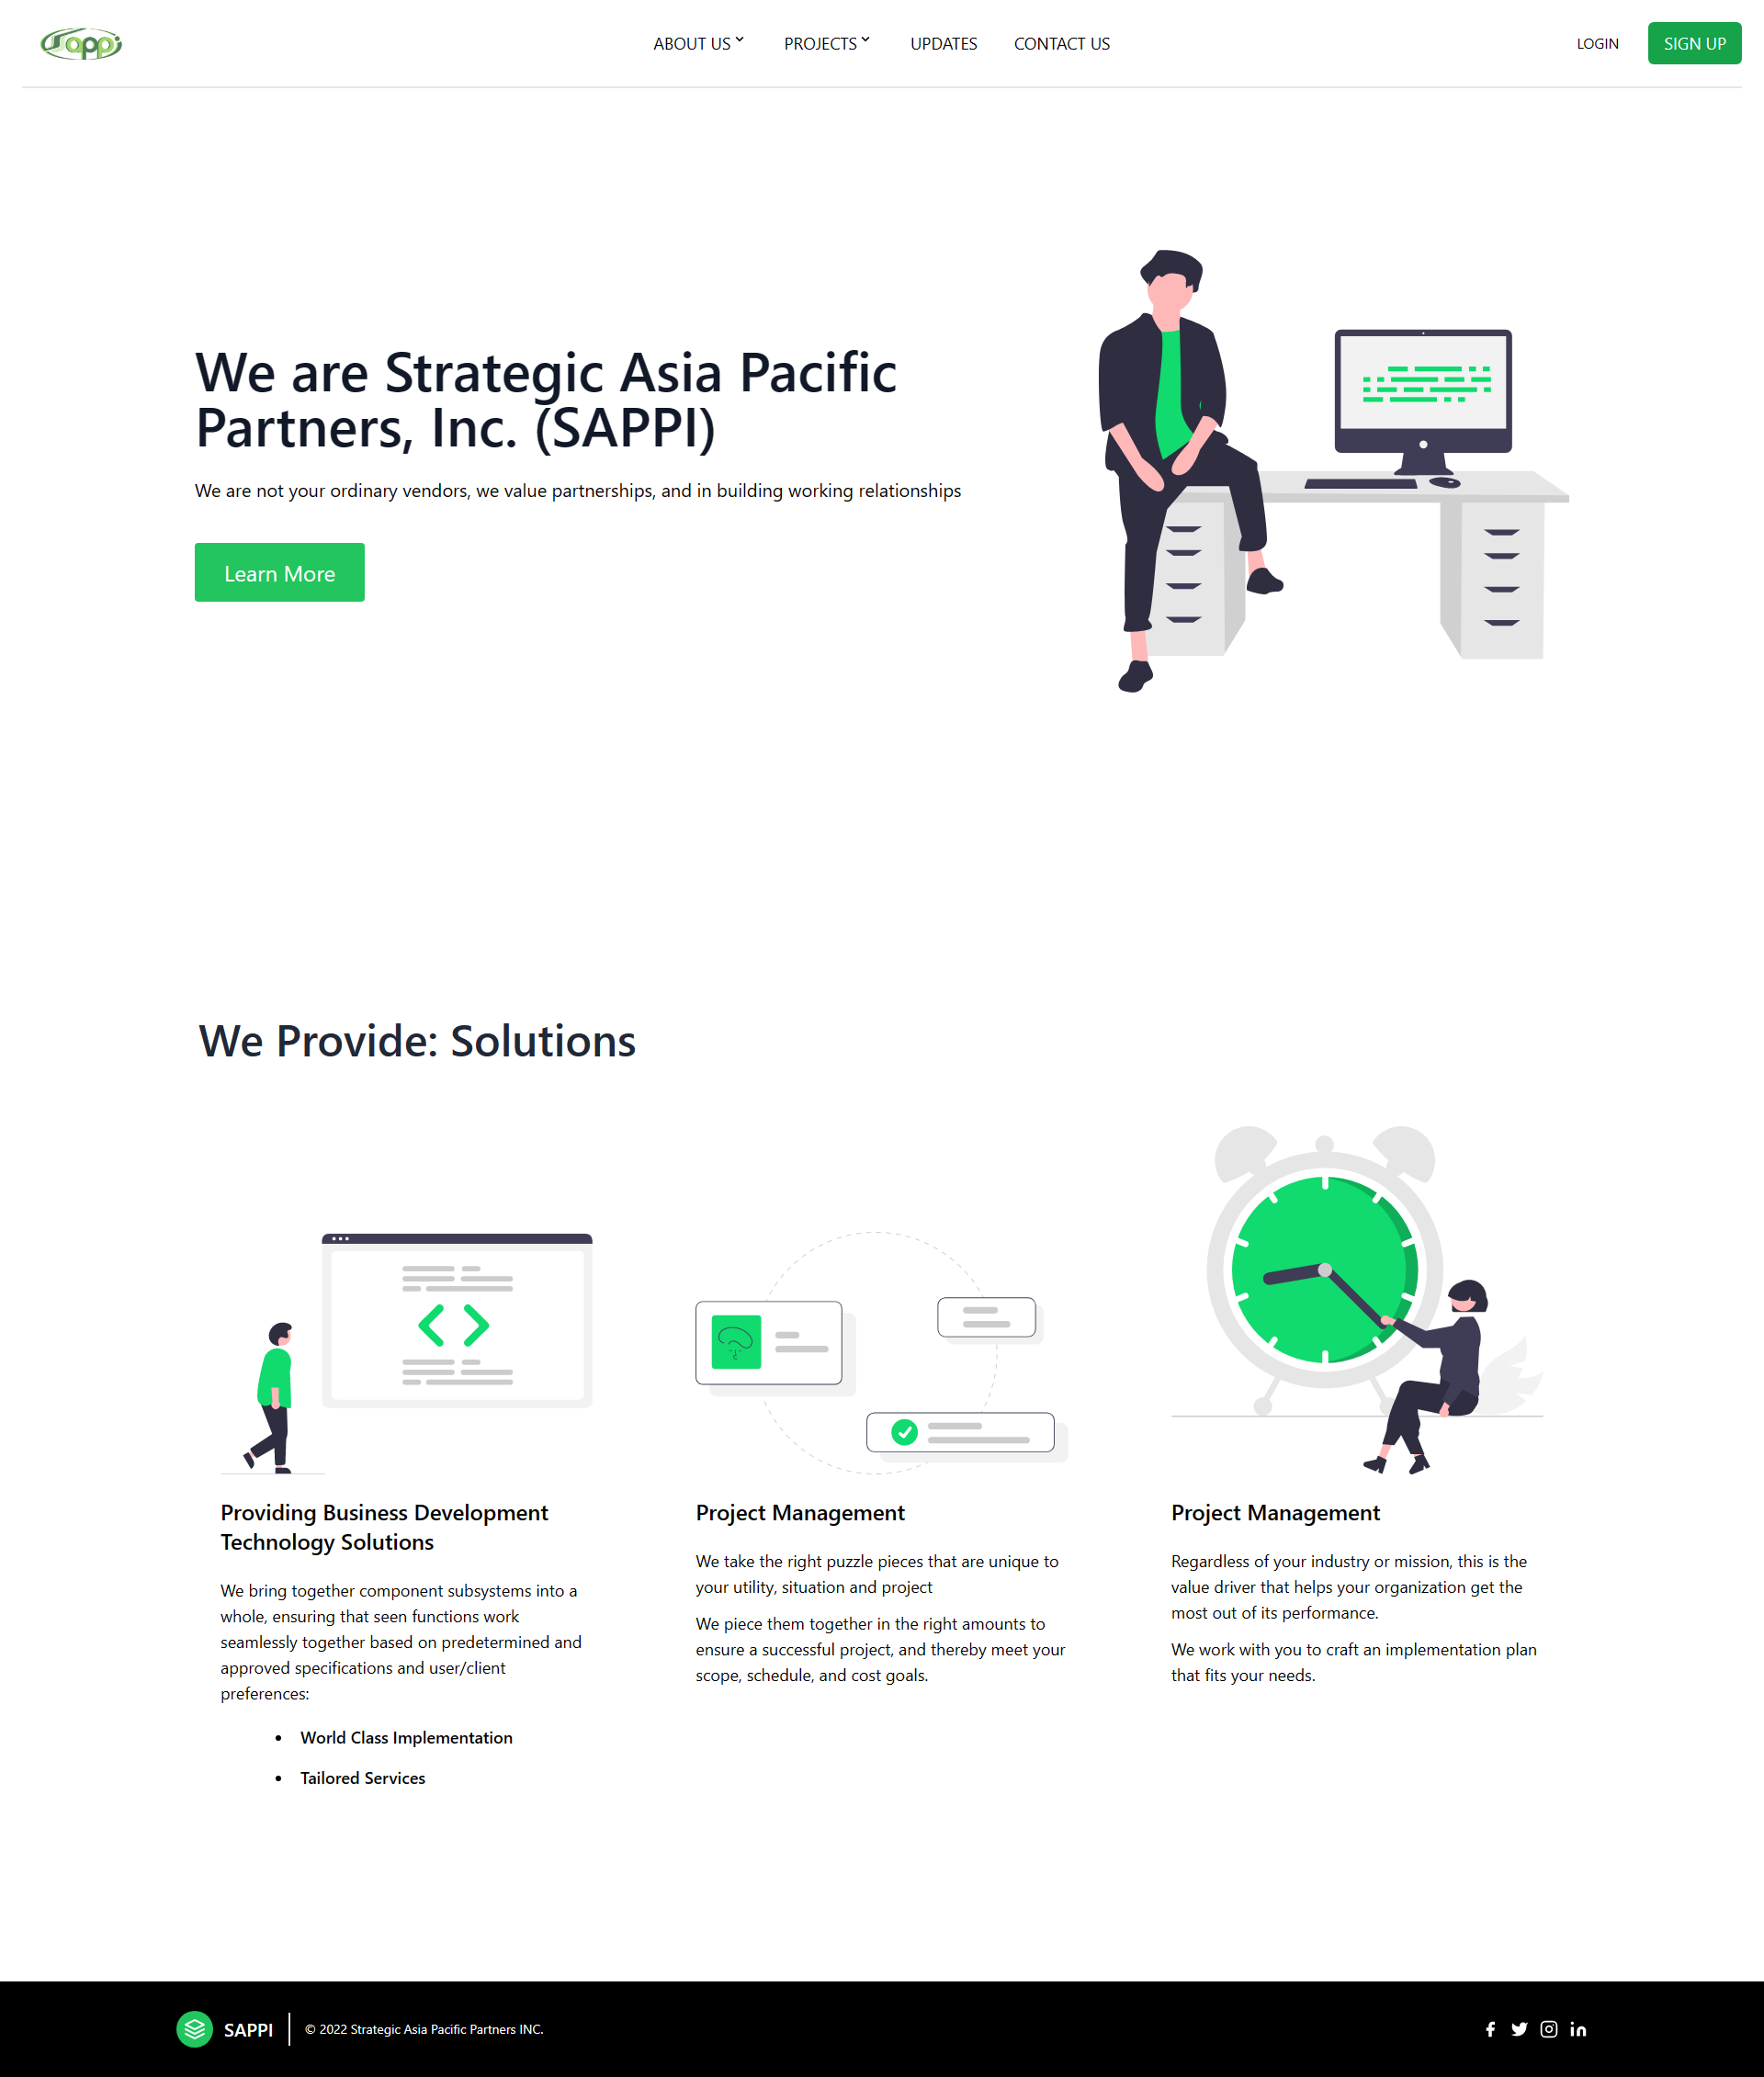 Sappi
ABOUT US
PROJECTS
UPDATES
CONTACT US
LOGIN
SIGN UP
We are Strategic Asia Pacific
Partners, Inc. (SAPPI)
We are not your ordinary vendors, we value partnerships, and in building working relationships
Learn More
We Provide: Solutions
Providing Business Development
Technology Solutions
We bring together component subsystems into a
whole, ensuring that seen functions work
seamlessly together based on predetermined and
approved specifications and user/client
preferences:
• World Class Implementation
• Tailored Services
Project Management
We take the right puzzle pieces that are unique to
your utility, situation and project
We piece them together in the right amounts to
ensure a successful project, and thereby meet your
scope, schedule, and cost goals.
Project Management
Regardless of your industry or mission, this is the
value driver that helps your organization get the
most out of its performance.
We work with you to craft an implementation plan
that fits your needs.
SAPPI
© 2022 Strategic Asia Pacific Partners INC.